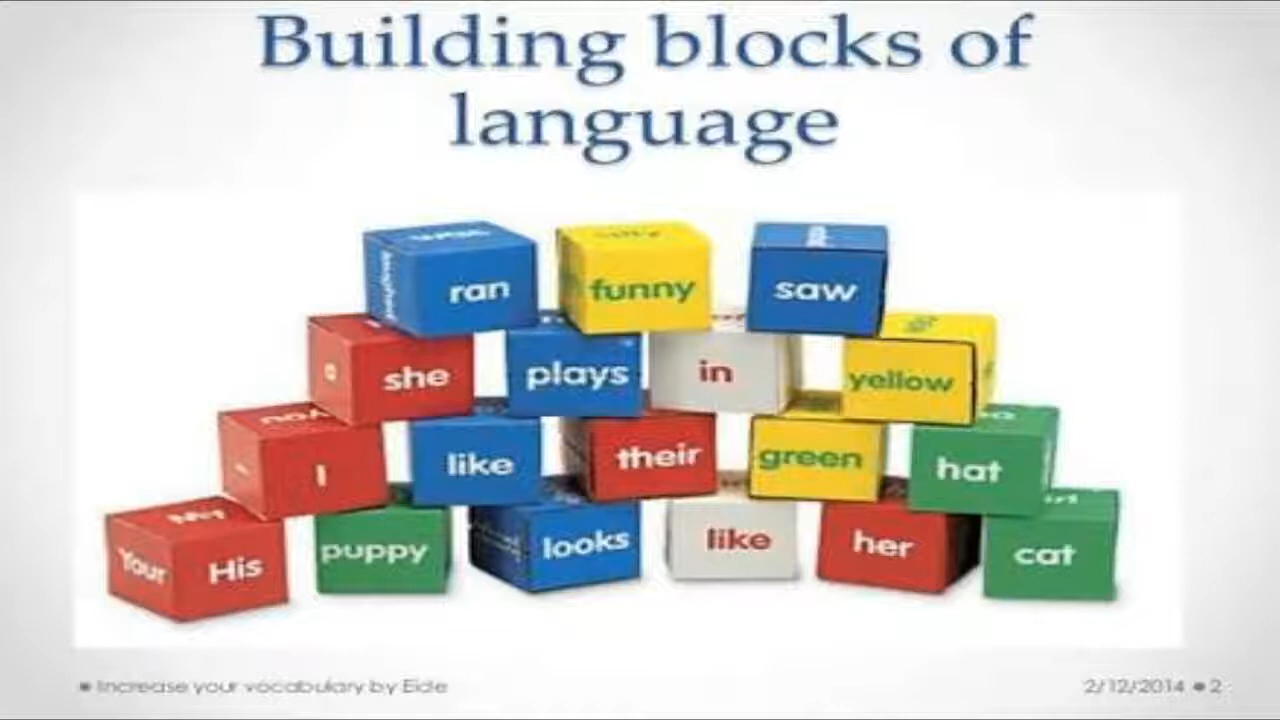 Building blocks of
language
ran funny saw
she plays in yellow
I like their green hat
My
Your His puppy looks like her cat
Increase your vocabulary by Eide
2/12/2014 2